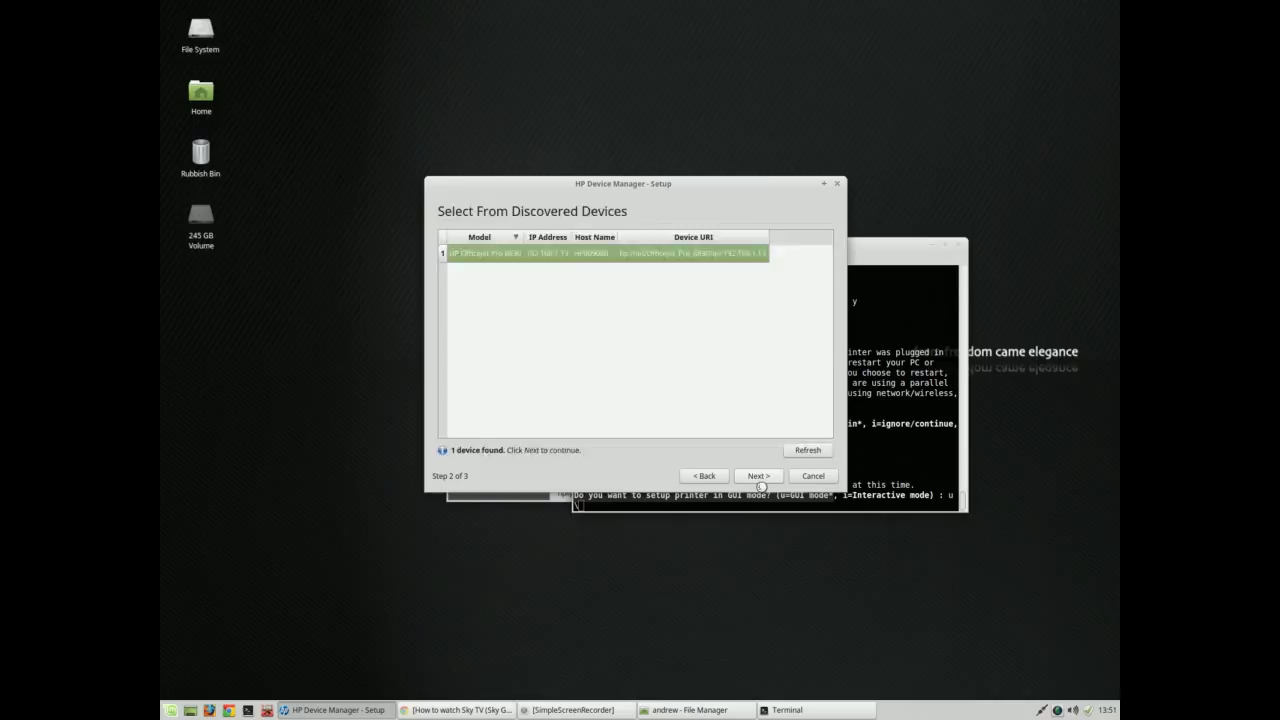 File System
Home
Rubbish Bin
245 GB
Volume
HP Device Manager - Setup
Select From Discovered Devices
Model IP Address Host Name Device URI
1
1 device found. Click Next to continue.
Refresh
Step 2 of 3
< Back
Next >
Cancel
y
inter was plugged in
restart your PC or
ou choose to restart,
are using a parallel
using network/wireless,
in*, i=ignore/continue,
at this time.
Do you want to setup printer in GUI mode? (u=GUI mode*, i=Interactive mode) : u
\
dom came elegance
HP Device Manager - Setup
[How to watch Sky TV (Sky G...
[SimpleScreenRecorder]
andrew - File Manager
Terminal
13:51